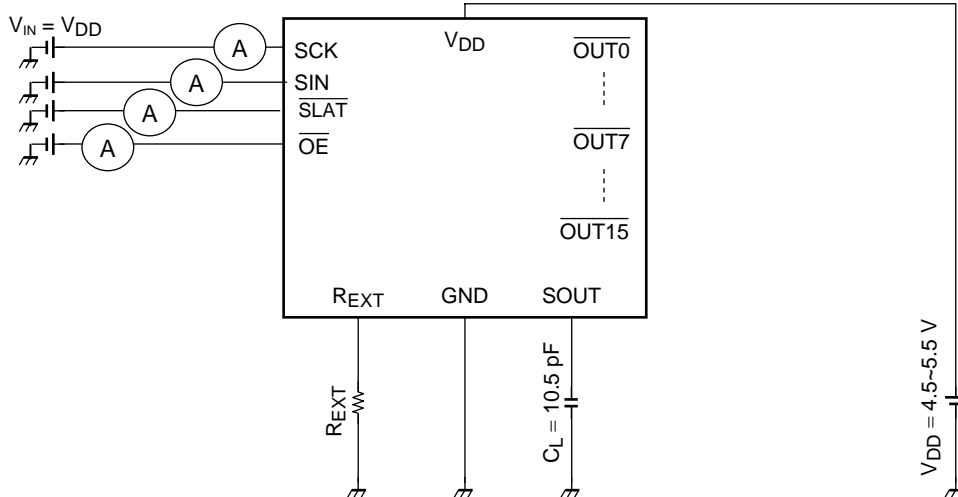 V_IN = V_DD
A
SCK
V_DD
OUT0
A
SIN
A
SLAT
A
OE
OUT7
OUT15
R_EXT
GND
SOUT
R_EXT
C_L = 10.5 pF
V_DD = 4.5~5.5 V